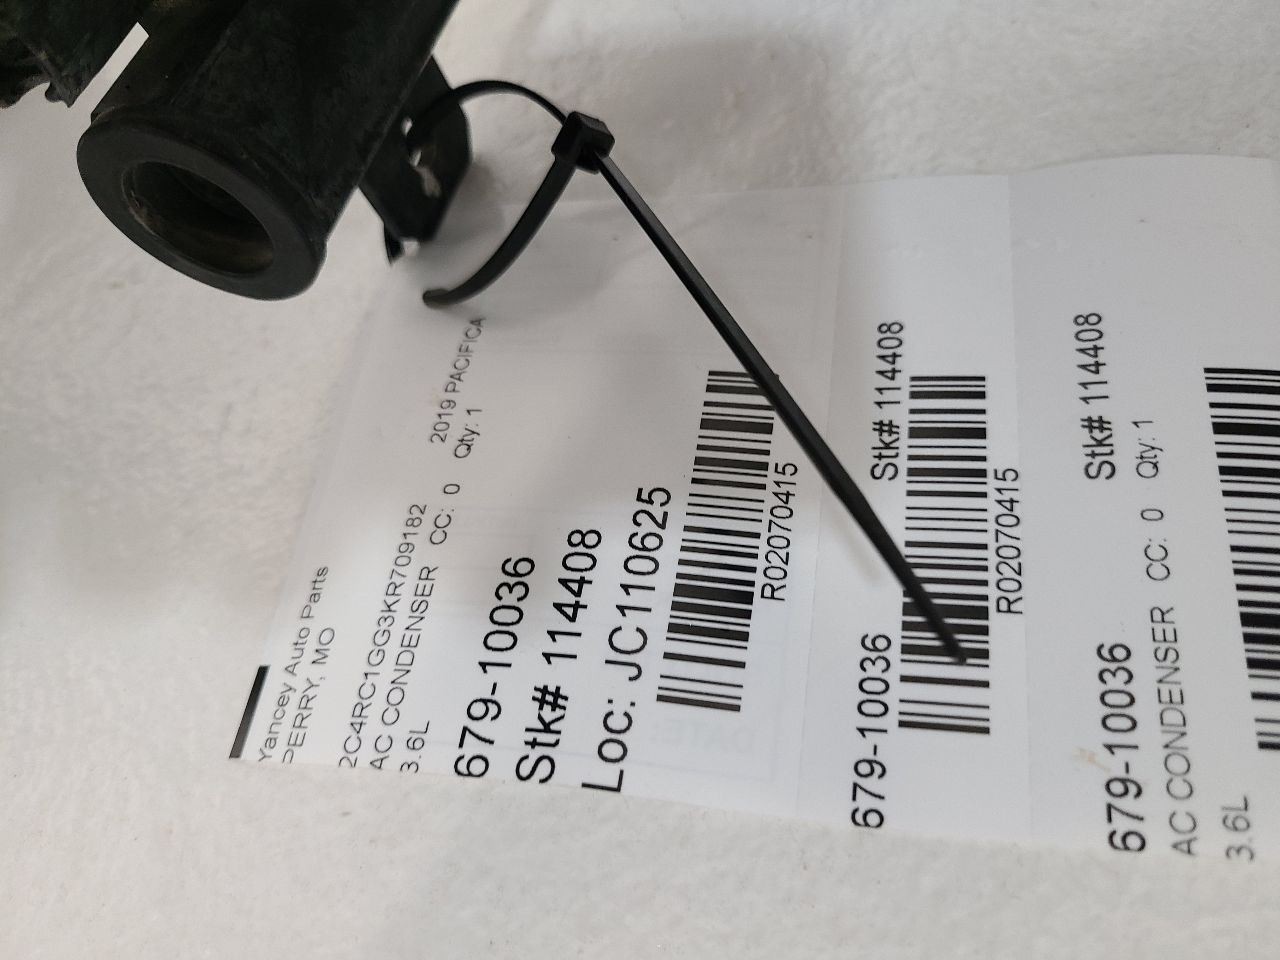 Yancey Auto Parts
PERRY, MO
2C4RC1GG3KR709182
AC CONDENSER CC: 0 2019 PACIFICA
3.6L Qty: 1
679-10036
Stk# 114408
Loc: JC110625
R02070415
679-10036 Stk# 114408
R02070415
679-10036 Stk# 114408
AC CONDENSER CC: 0 Qty: 1
3.6L